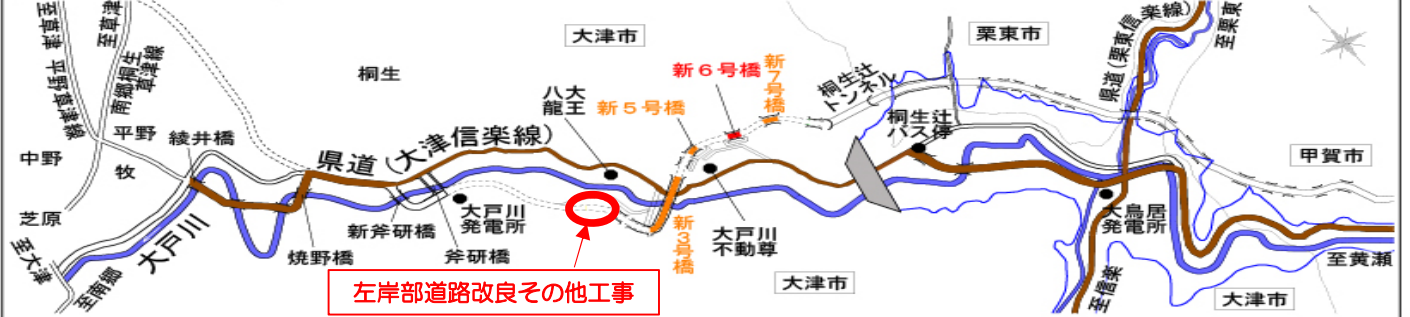 至草津
平野草津線
至草津
南郷桐生
草津線
桐生
大津市
栗東市
県道(栗東信楽線)
至栗東
八大
龍王
新５号橋
新６号橋
新７号橋
桐生辻
トンネル
桐生辻
バス停
平野
綾井橋
中野
牧
県道(大津信楽線)
甲賀市
芝原
大戸川
新斧研橋
大戸川
発電所
新３号橋
大戸川
不動尊
大鳥居
発電所
至大津
至南郷
焼野橋
斧研橋
左岸部道路改良その他工事
大津市
至信楽
大津市
至黄瀬